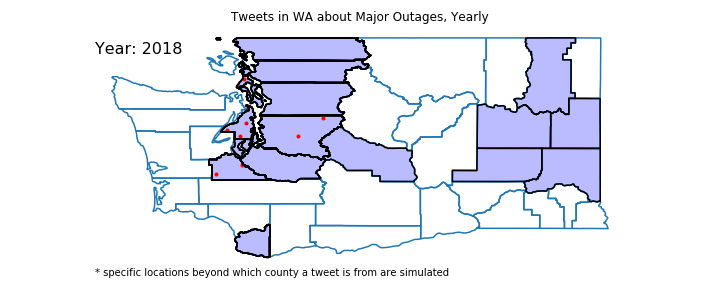 Tweets in WA about Major Outages, Yearly
Year: 2018
* specific locations beyond which county a tweet is from are simulated